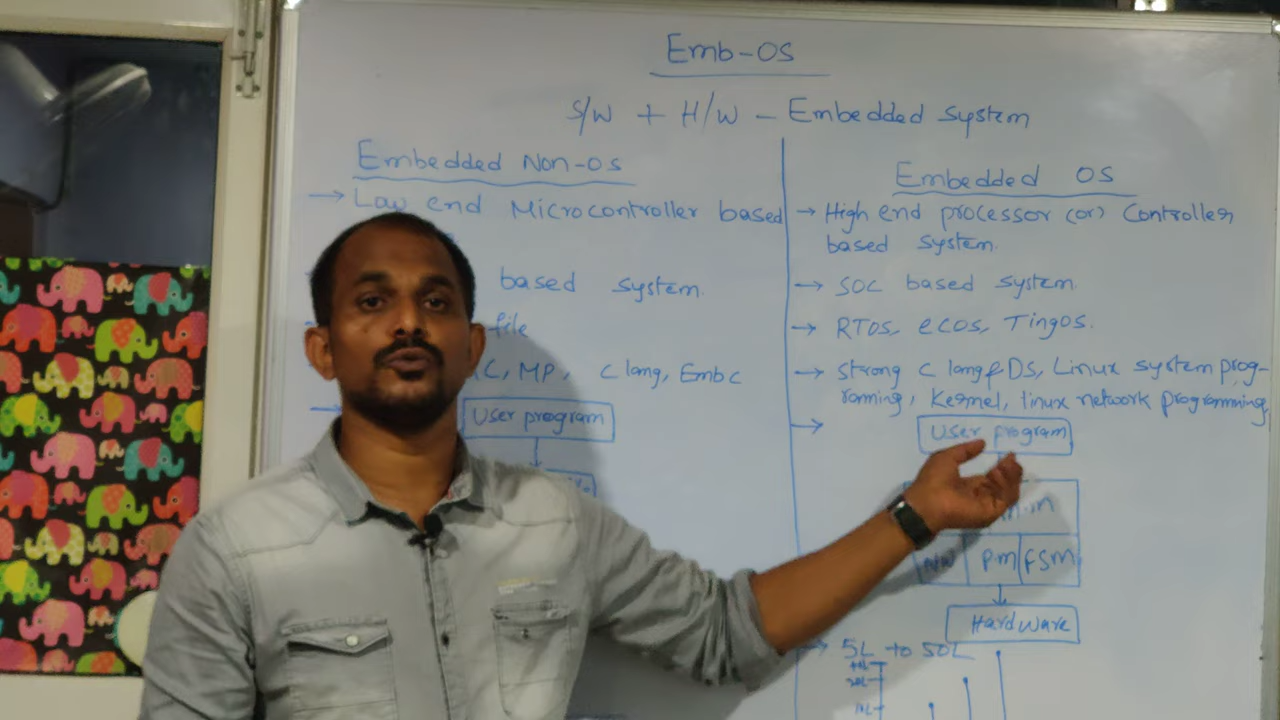 Emb-OS
S/W + H/W - Embedded system
Embedded Non-OS
→ Low end Microcontroller based
based system.
file
C, MP, C lang, Emb C
User program
Embedded OS
→ High end processor (or) Controller
based system.
→ SOC based system.
→ RTOS, eCOS, TinyOS.
→ strong C lang & DS, Linux system prog-
ramming, Kernel, linux network programming,
→
User program
NW PM FSM
Hardware
→ 5L to 50L